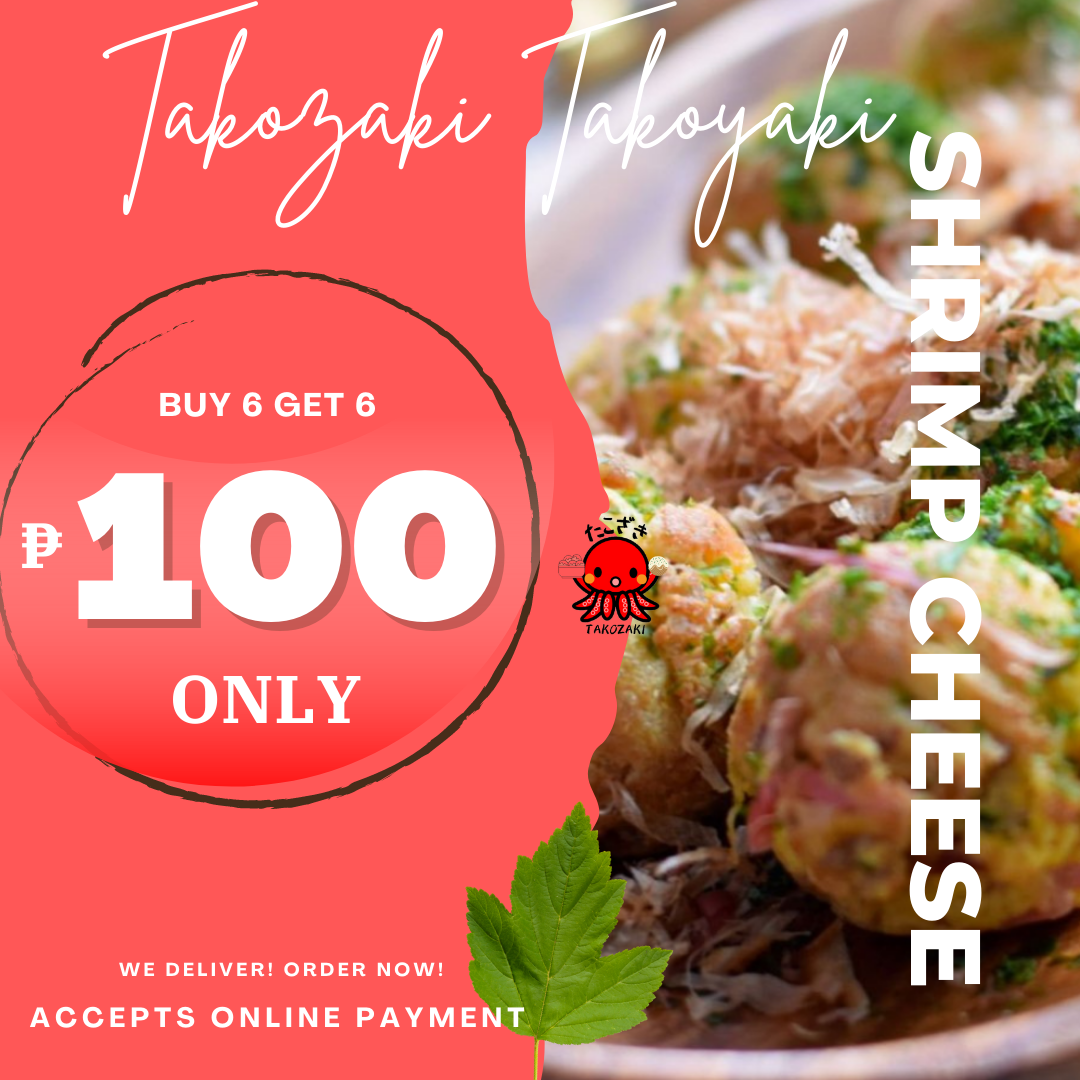 Takozaki Takoyaki
SHRIMP CHEESE
BUY 6 GET 6
₱100
ONLY
たこざき
TAKOZAKI
WE DELIVER! ORDER NOW!
ACCEPTS ONLINE PAYMENT